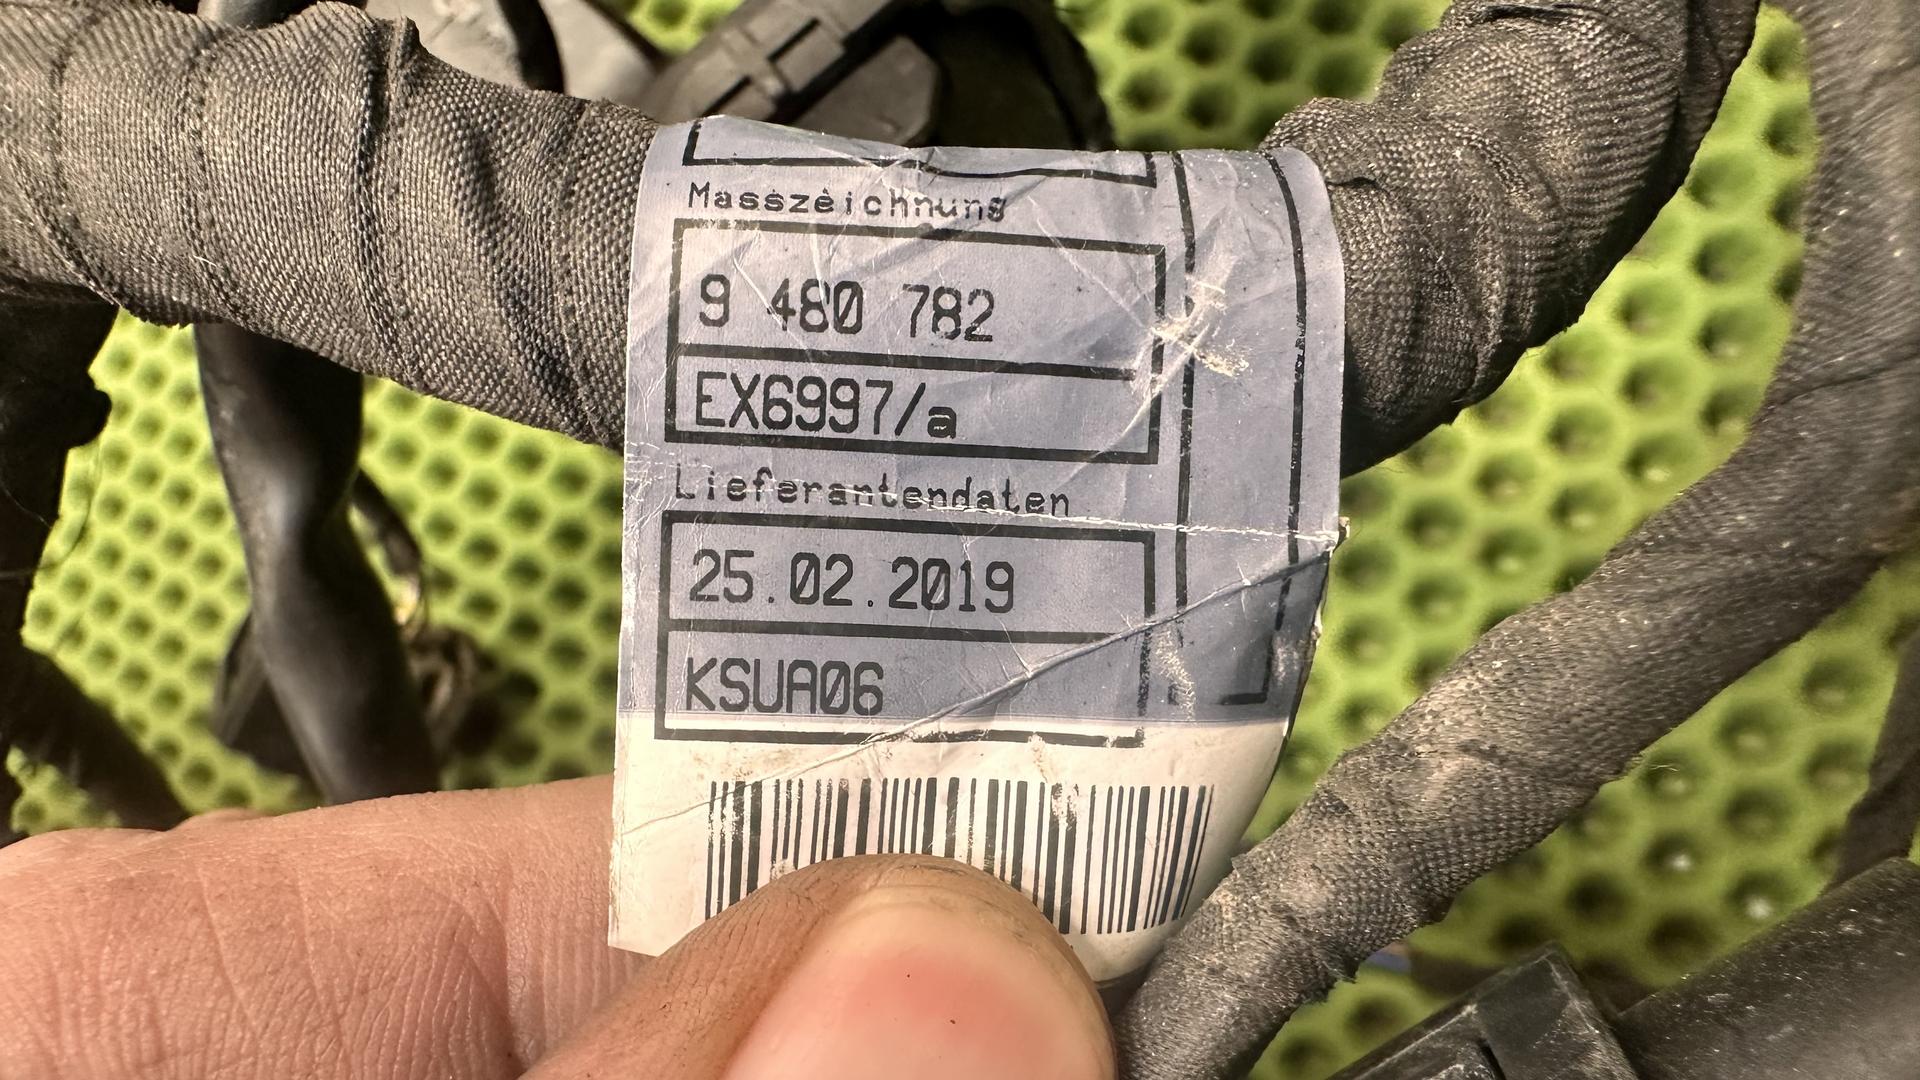 Masszeichnung
9 480 782
EX6997/a
Lieferantendaten
25.02.2019
KSUA06